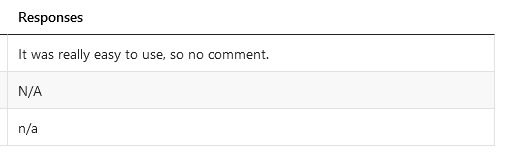 Responses
It was really easy to use, so no comment.
N/A
n/a